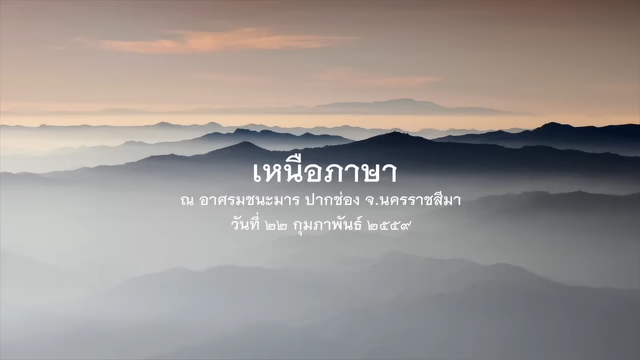 เหนือภาษา
ณ อาศรมชนะมาร ปากช่อง จ.นครราชสีมา
วันที่ ๒๒ กุมภาพันธ์ ๒๕๕๙